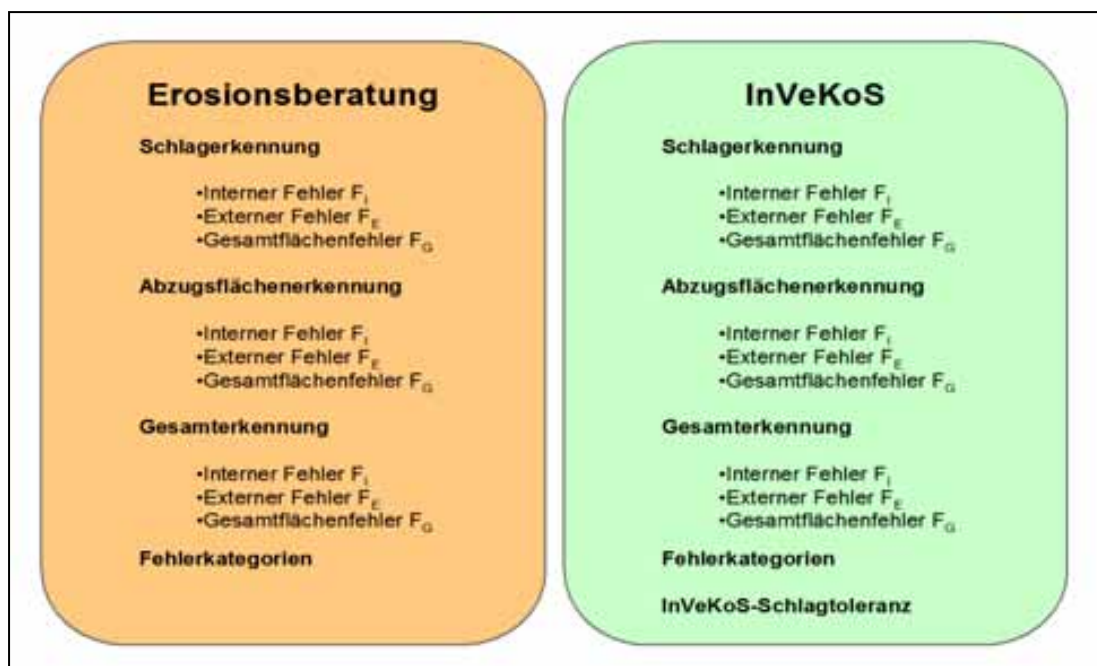 Erosionsberatung
Schlagerkennung
•Interner Fehler F_I
•Externer Fehler F_E
•Gesamtflächenfehler F_G
Abzugsflächenerkennung
•Interner Fehler F_I
•Externer Fehler F_E
•Gesamtflächenfehler F_G
Gesamterkennung
•Interner Fehler F_I
•Externer Fehler F_E
•Gesamtflächenfehler F_G
Fehlerkategorien
InVeKoS
Schlagerkennung
•Interner Fehler F_I
•Externer Fehler F_E
•Gesamtflächenfehler F_G
Abzugsflächenerkennung
•Interner Fehler F_I
•Externer Fehler F_E
•Gesamtflächenfehler F_G
Gesamterkennung
•Interner Fehler F_I
•Externer Fehler F_E
•Gesamtflächenfehler F_G
Fehlerkategorien
InVeKoS-Schlagtoleranz